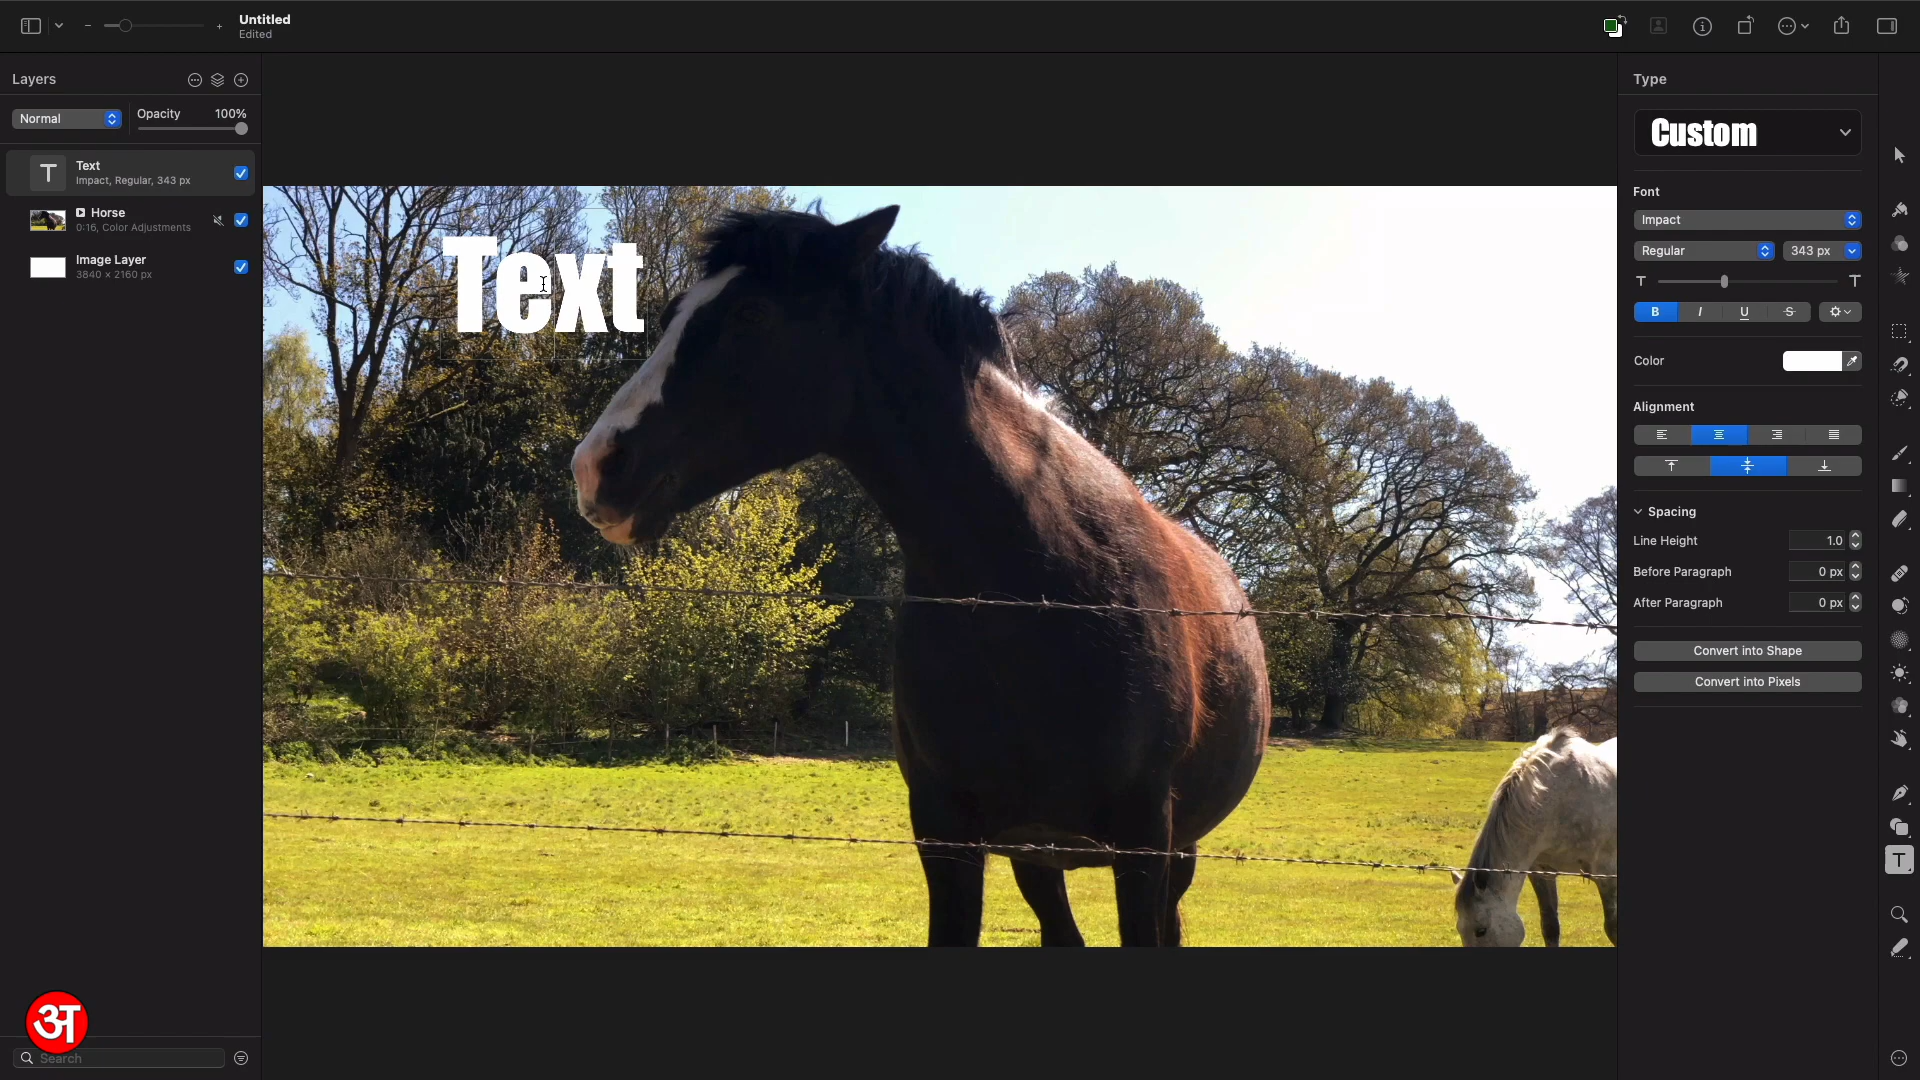 Untitled
Edited
Layers
Normal
Opacity 100%
Text
Impact, Regular, 343 px
Horse
0:16, Color Adjustments
Image Layer
3840 × 2160 px
अ
Search
Text
Type
Custom
Font
Impact
Regular
343 px
T T
B I U S
Color
Alignment
Spacing
Line Height 1.0
Before Paragraph 0 px
After Paragraph 0 px
Convert into Shape
Convert into Pixels